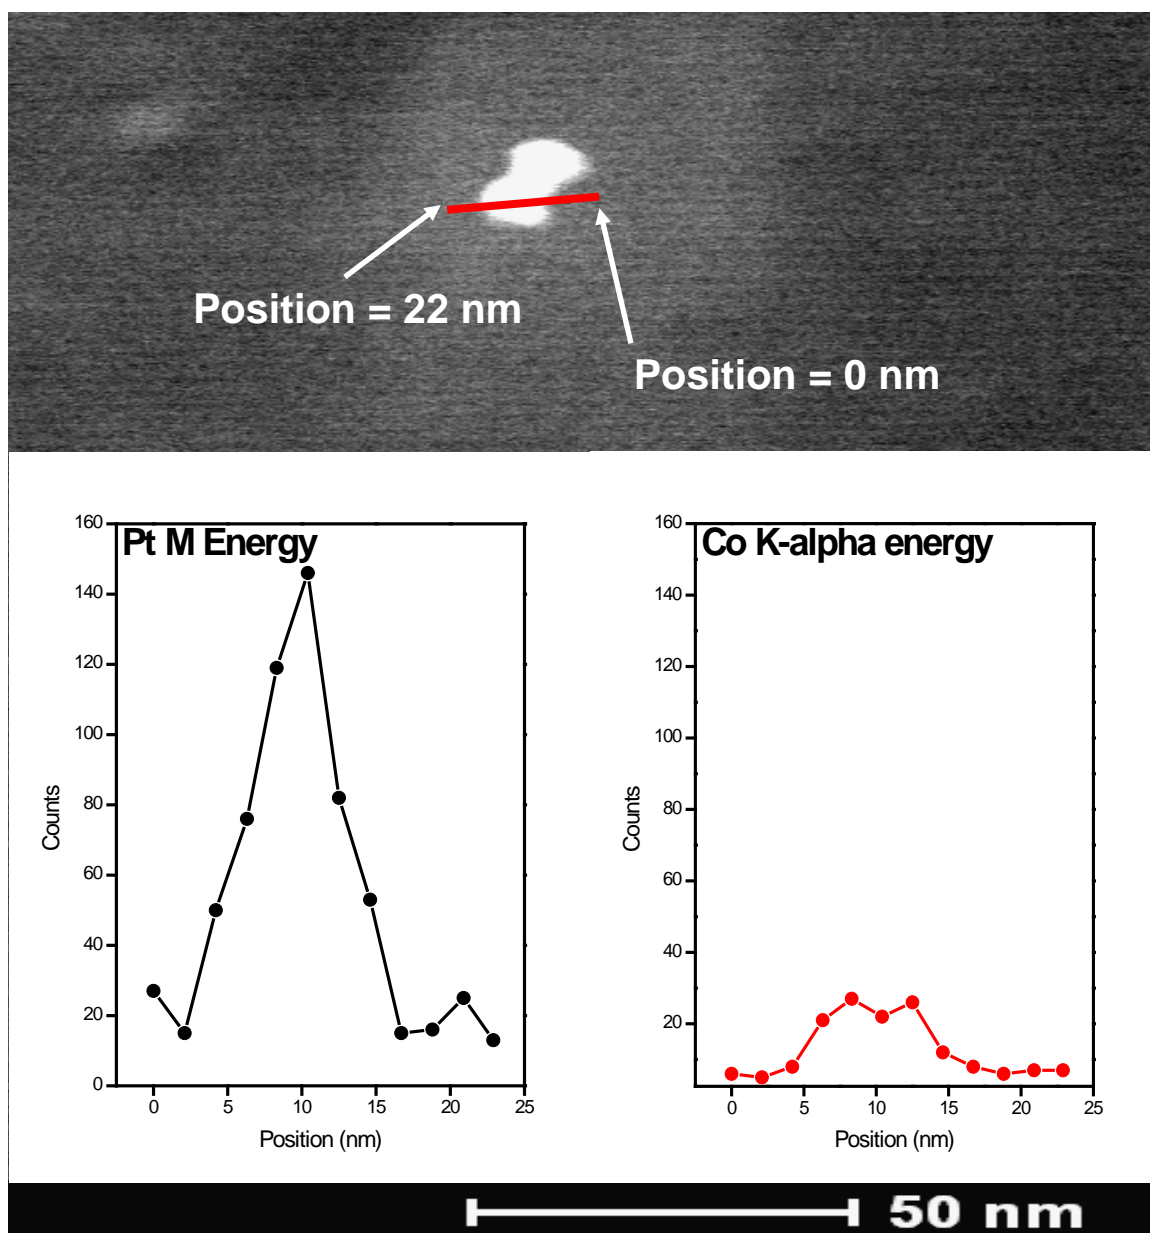 Position = 22 nm
Position = 0 nm
Pt M Energy
160
140
120
100
80
60
40
20
0
Counts
0 5 10 15 20 25
Position (nm)
Co K-alpha energy
160
140
120
100
80
60
40
20
Counts
0 5 10 15 20 25
Position (nm)
50 nm